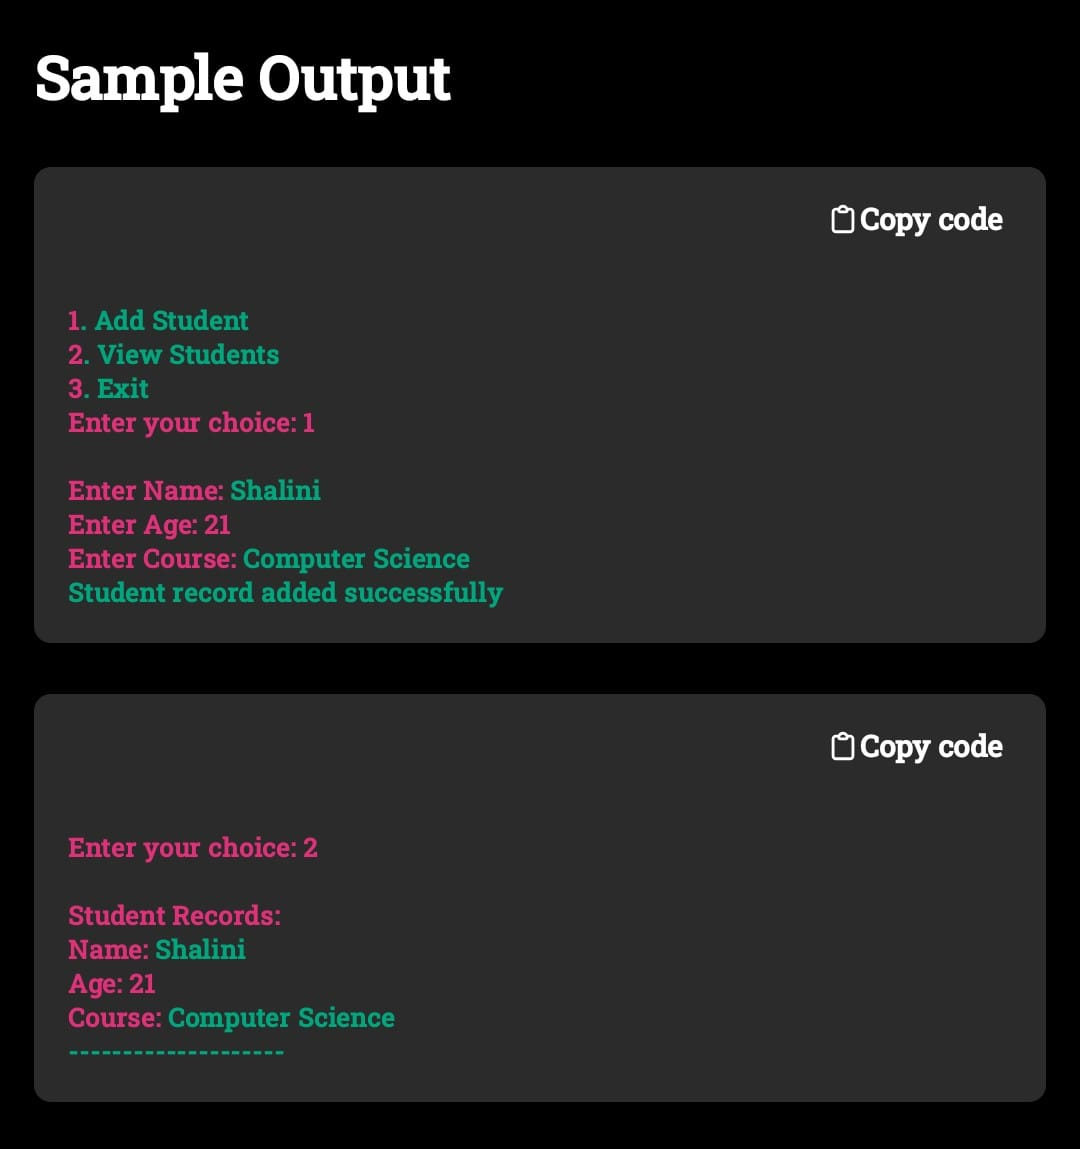 Sample Output
Copy code
1. Add Student
2. View Students
3. Exit
Enter your choice: 1
Enter Name: Shalini
Enter Age: 21
Enter Course: Computer Science
Student record added successfully
Copy code
Enter your choice: 2
Student Records:
Name: Shalini
Age: 21
Course: Computer Science
--------------------